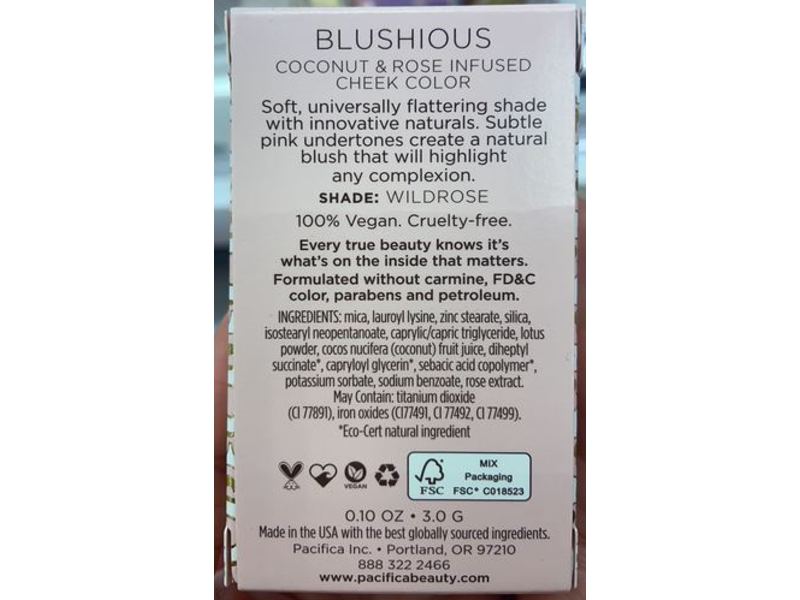 BLUSHIOUS
COCONUT & ROSE INFUSED
CHEEK COLOR
Soft, universally flattering shade
with innovative naturals. Subtle
pink undertones create a natural
blush that will highlight
any complexion.
SHADE: WILDROSE
100% Vegan. Cruelty-free.
Every true beauty knows it's
what's on the inside that matters.
Formulated without carmine, FD&C
color, parabens and petroleum.
INGREDIENTS: mica, lauroyl lysine, zinc stearate, silica,
isostearyl neopentanoate, caprylic/capric triglyceride, lotus
powder, cocos nucifera (coconut) fruit juice, diheptyl
succinate*, capryloyl glycerin*, sebacic acid copolymer*,
potassium sorbate, sodium benzoate, rose extract.
May Contain: titanium dioxide
(CI 77891), iron oxides (CI77491, CI 77492, CI 77499).
*Eco-Cert natural ingredient
VEGAN
FSC
MIX
Packaging
FSC® C018523
0.10 OZ • 3.0 G
Made in the USA with the best globally sourced ingredients.
Pacifica Inc. • Portland, OR 97210
888 322 2466
www.pacificabeauty.com